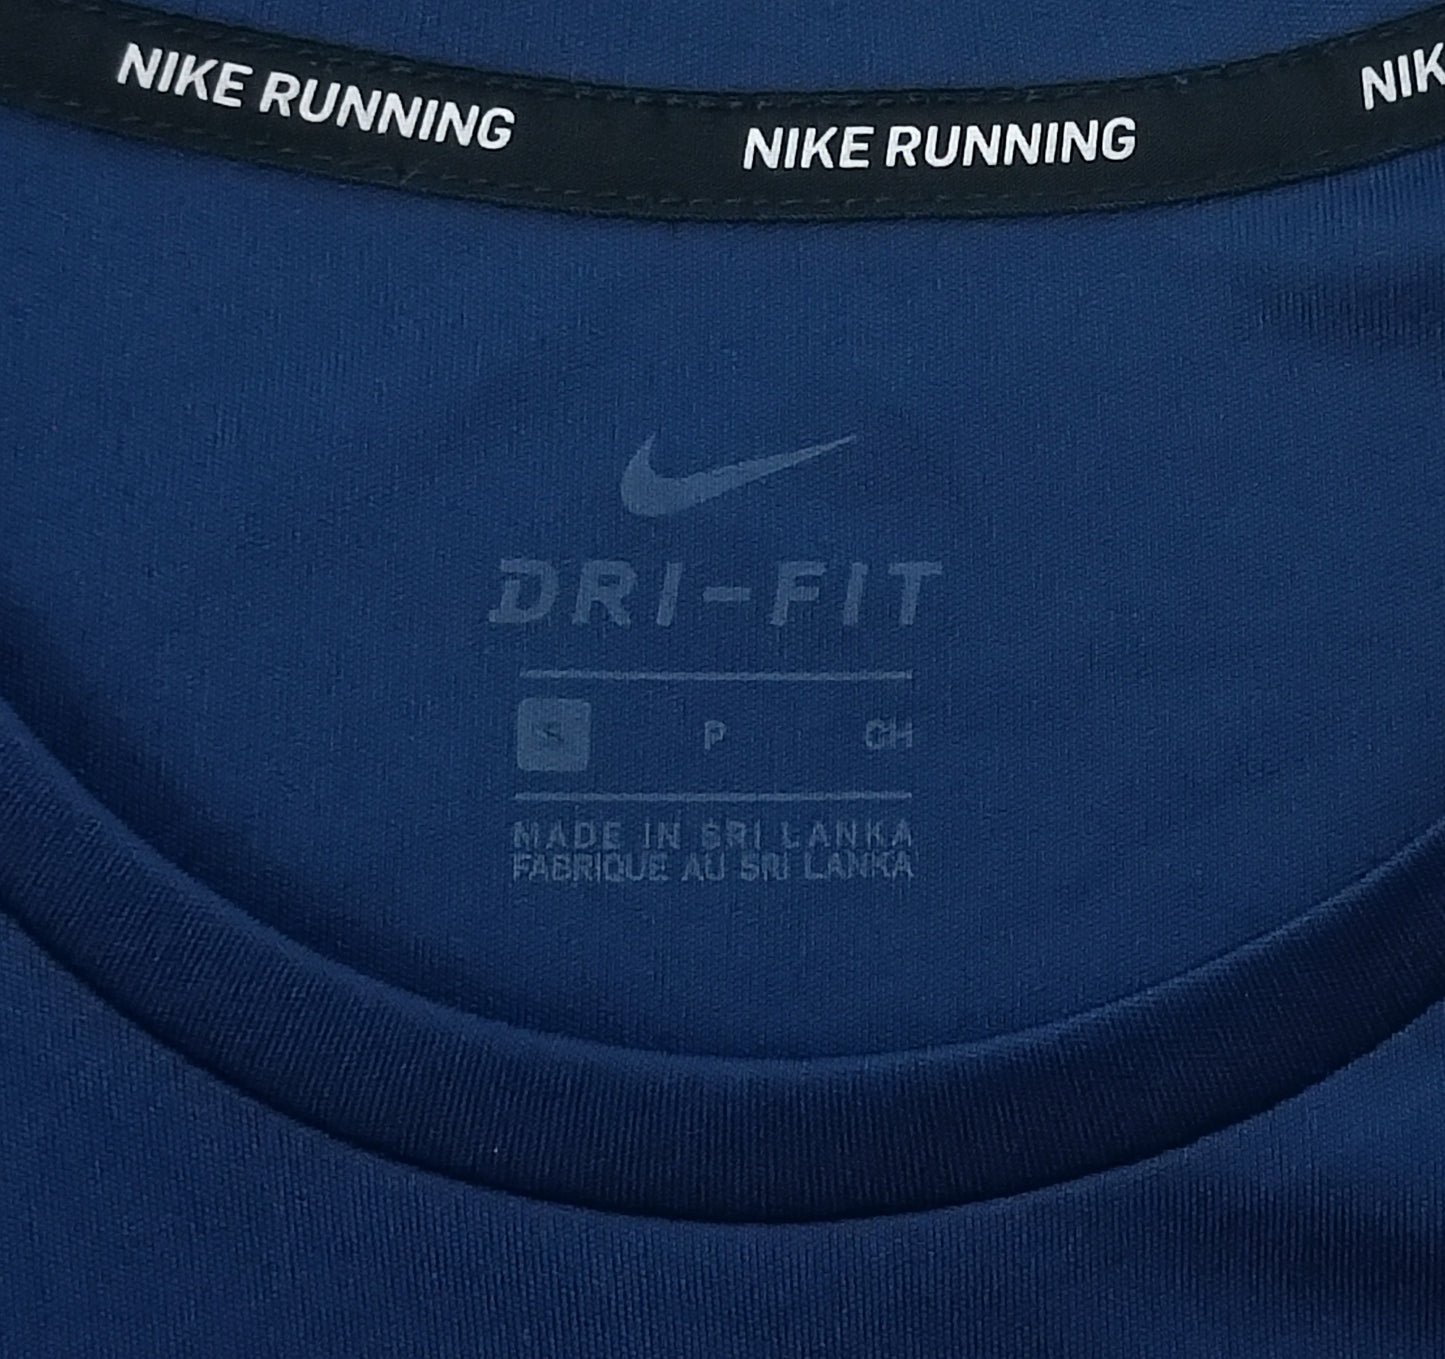 NIKE RUNNING NIKE RUNNING NIK
DRI-FIT
S P CH
MADE IN SRI LANKA
FABRIQUE AU SRI LANKA